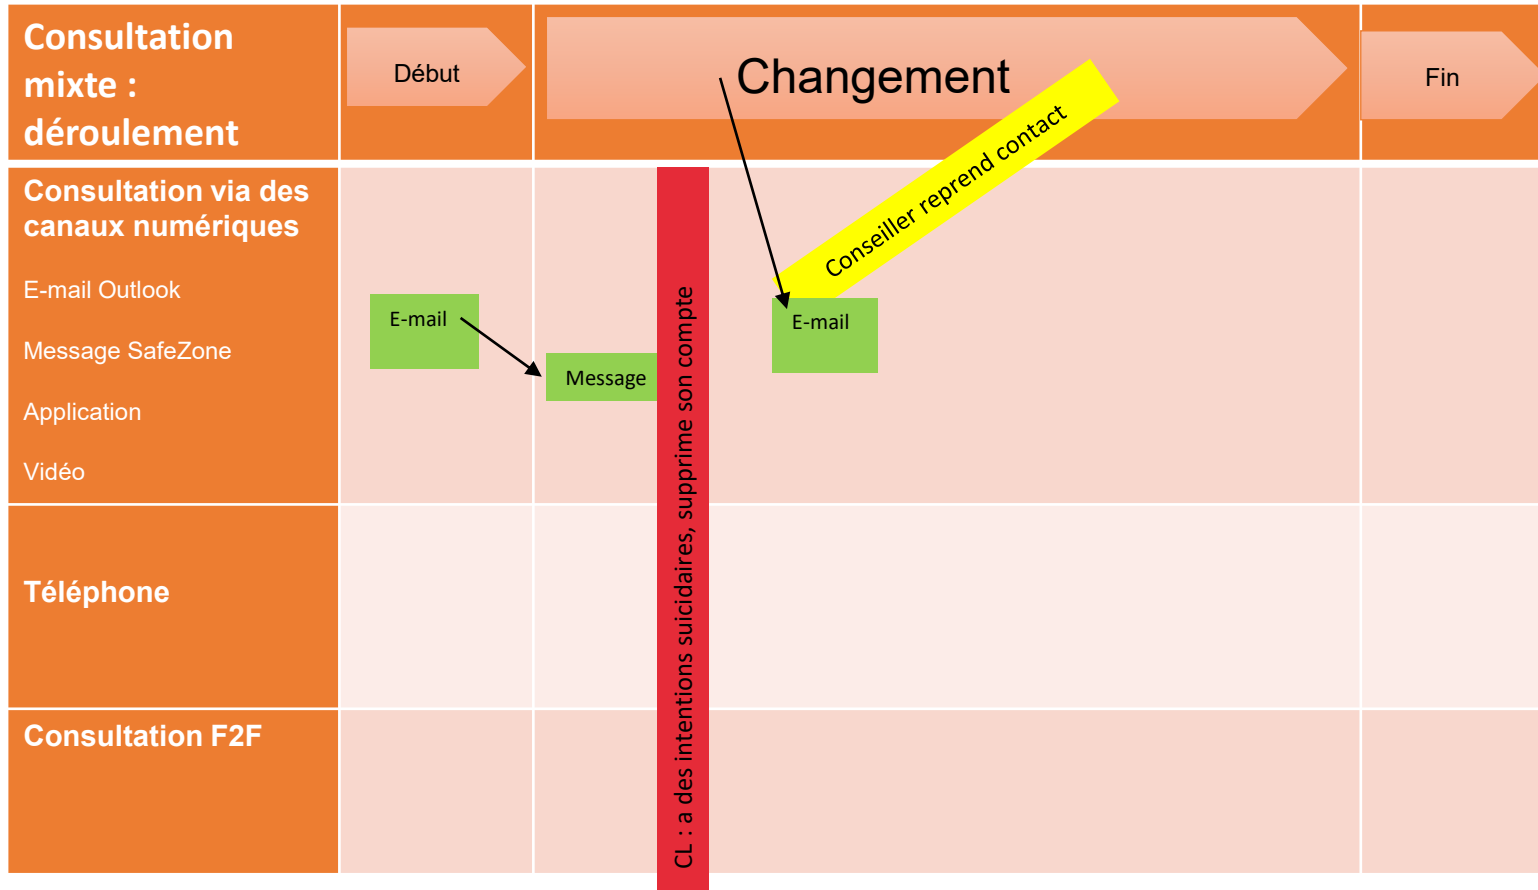 Consultation
mixte :
déroulement
Début
Changement
Fin
Consultation via des
canaux numériques
E-mail Outlook
Message SafeZone
Application
Vidéo
E-mail
Message
CL : a des intentions suicidaires, supprime son compte
Conseiller reprend contact
E-mail
Téléphone
Consultation F2F